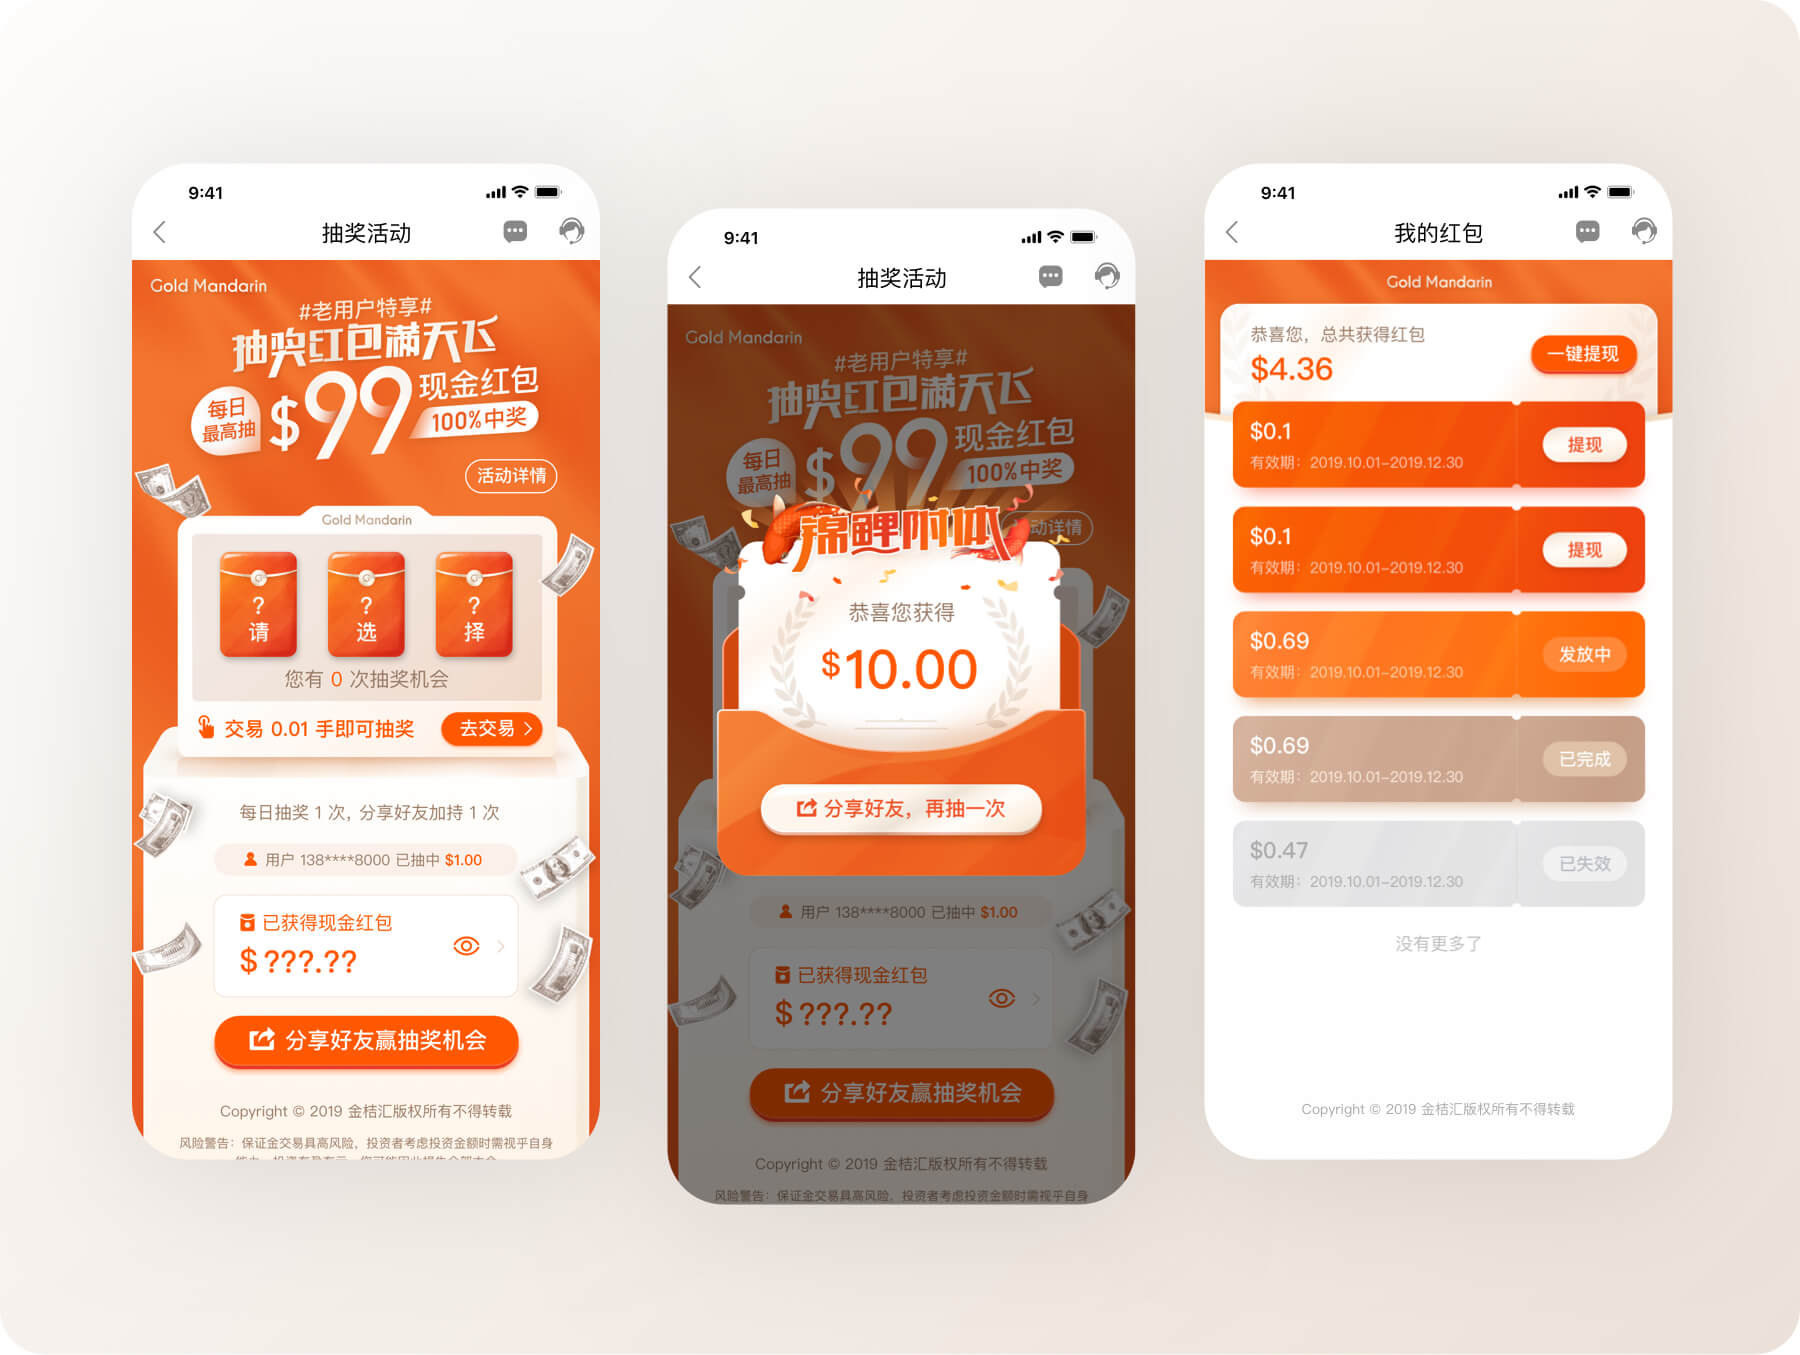 9:41
抽奖活动
Gold Mandarin
#老用户特享#
抽奖红包满天飞
每日
最高抽
$99
现金红包
100%中奖
活动详情
Gold Mandarin
?
请
?
选
?
择
您有 0 次抽奖机会
交易 0.01 手即可抽奖
去交易
每日抽奖 1 次, 分享好友加持 1 次
用户 138****8000 已抽中 $1.00
已获得现金红包
$ ???.??
分享好友赢抽奖机会
Copyright © 2019 金桔汇版权所有不得转载
风险警告：保证金交易具高风险，投资者考虑投资金额时需视乎自身
9:41
抽奖活动
Gold Mandarin
#老用户特享#
抽奖红包满天飞
每日
最高抽
$99
现金红包
100%中奖
动详情
锦鲤附体
恭喜您获得
$10.00
分享好友，再抽一次
用户 138****8000 已抽中 $1.00
已获得现金红包
$ ???.??
分享好友赢抽奖机会
Copyright © 2019 金桔汇版权所有不得转载
风险警告：保证金交易具高风险，投资者考虑投资金额时需视乎自身
9:41
我的红包
Gold Mandarin
恭喜您，总共获得红包
$4.36
一键提现
$0.1
有效期：2019.10.01-2019.12.30
提现
$0.1
有效期：2019.10.01-2019.12.30
提现
$0.69
有效期：2019.10.01-2019.12.30
发放中
$0.69
有效期：2019.10.01-2019.12.30
已完成
$0.47
有效期：2019.10.01-2019.12.30
已失效
没有更多了
Copyright © 2019 金桔汇版权所有不得转载